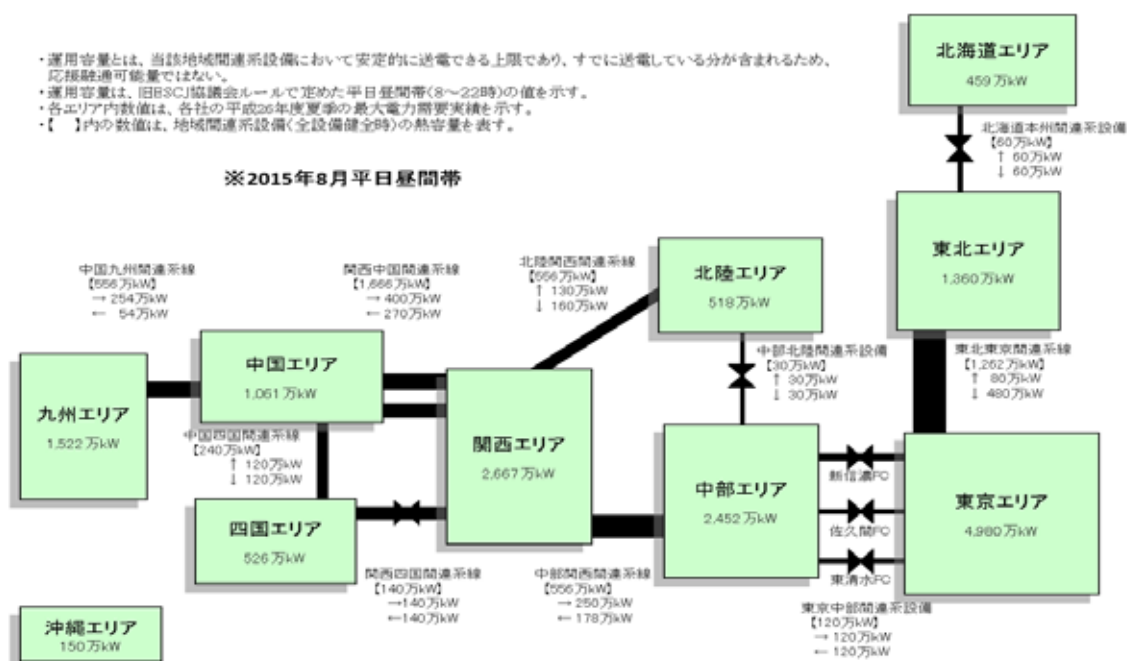 ・運用容量とは、当該地域間連系設備において安定的に送電できる上限であり、すでに送電している分が含まれるため、
応援融通可能量ではない。
・運用容量は、旧ESCJ協議会ルールで定めた平日昼間帯(8～22時)の値を示す。
・各エリア内数値は、各社の平成26年度夏季の最大電力需要実績を示す。
・【　】内の数値は、地域間連系設備(全設備健全時)の熱容量を表す。
※2015年8月平日昼間帯
北海道エリア
459万kW
北海道本州間連系設備
【60万kW】
↑ 60万kW
↓ 60万kW
東北エリア
1,360万kW
東北東京間連系線
【1,262万kW】
↑ 80万kW
↓ 480万kW
北陸エリア
518万kW
北陸関西間連系線
【556万kW】
↑ 130万kW
↓ 160万kW
中部北陸間連系設備
【30万kW】
↑ 30万kW
↓ 30万kW
関西中国間連系線
【1,666万kW】
→ 400万kW
← 270万kW
中国九州間連系線
【556万kW】
→ 254万kW
← 54万kW
中国エリア
1,061万kW
九州エリア
1,522万kW
中国四国間連系線
【240万kW】
↑ 120万kW
↓ 120万kW
四国エリア
526万kW
関西エリア
2,667万kW
関西四国間連系線
【140万kW】
→140万kW
←140万kW
中部関西間連系線
【556万kW】
→ 250万kW
← 178万kW
中部エリア
2,452万kW
新信濃FC
佐久間FC
東清水FC
東京エリア
4,980万kW
東京中部間連系設備
【120万kW】
→ 120万kW
← 120万kW
沖縄エリア
150万kW